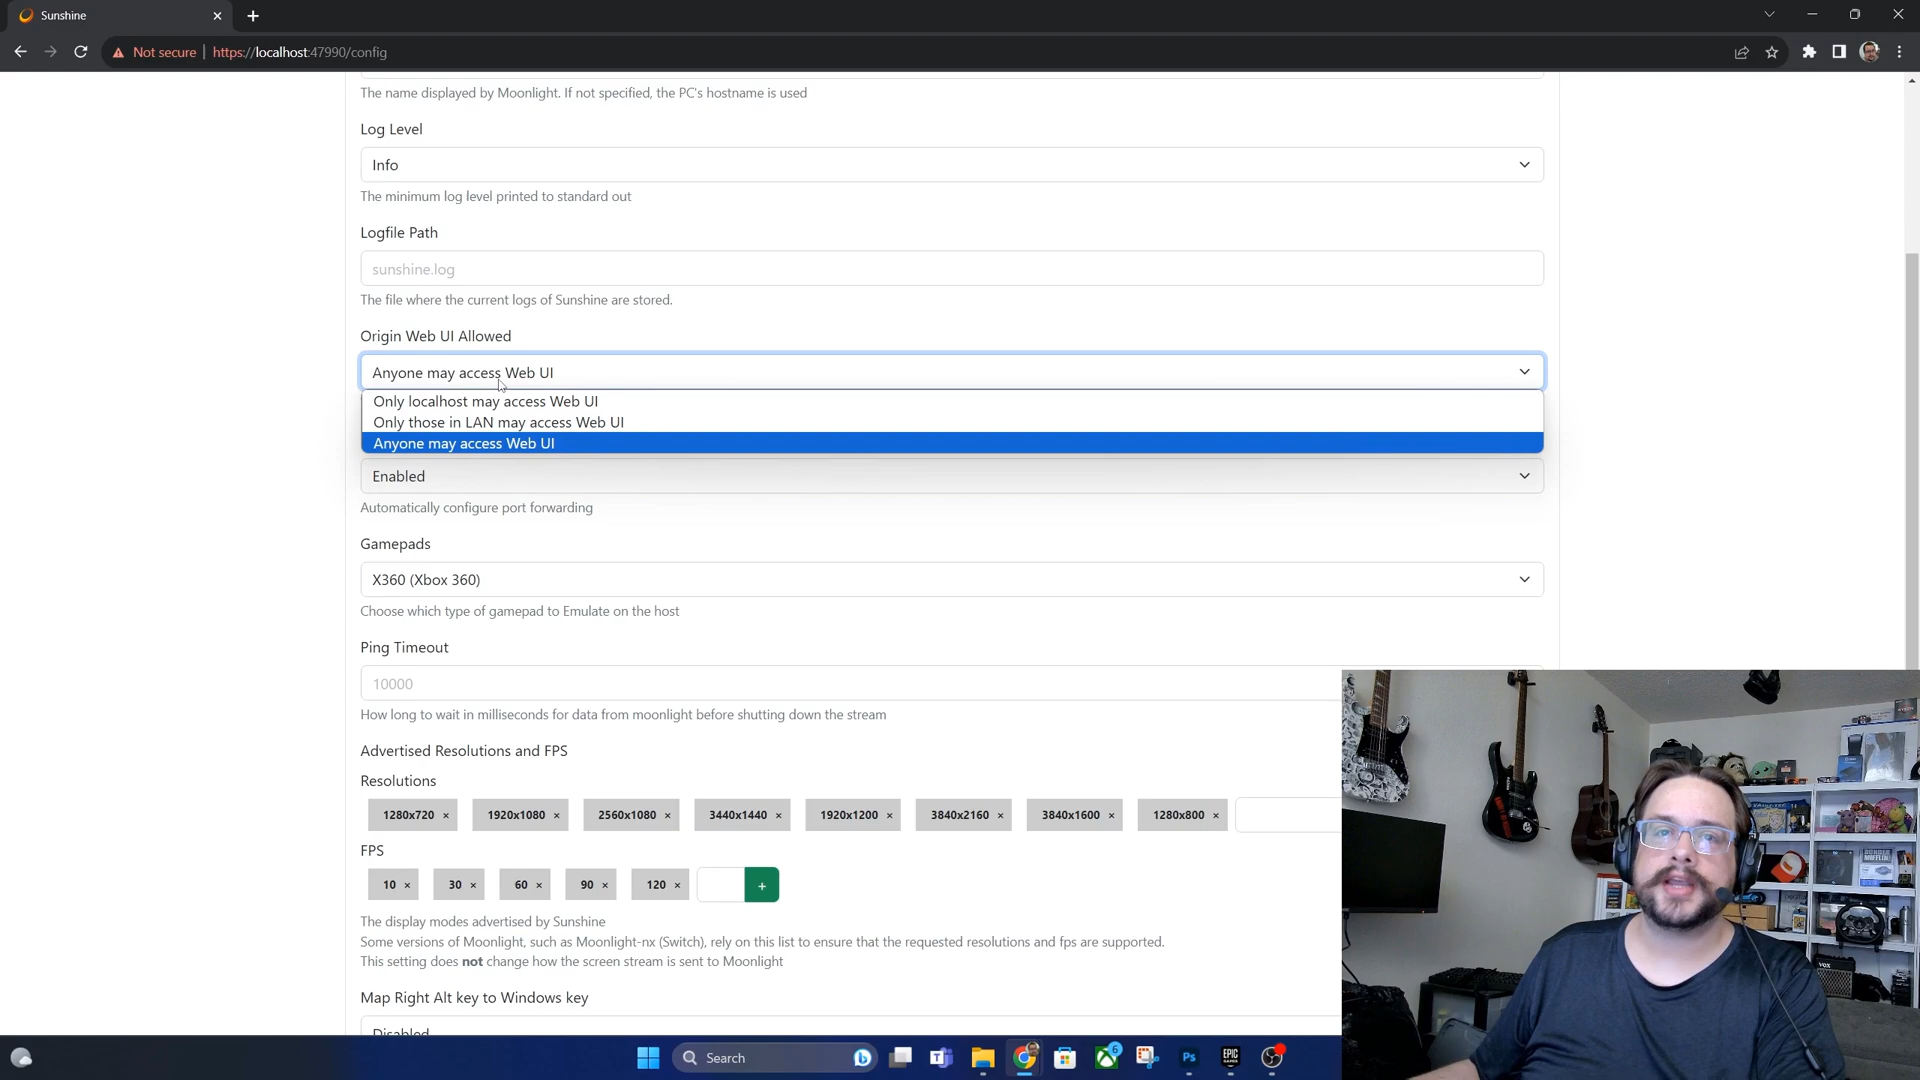 Sunshine
Not secure
https://localhost:47990/config
The name displayed by Moonlight. If not specified, the PC's hostname is used
Log Level
Info
The minimum log level printed to standard out
Logfile Path
sunshine.log
The file where the current logs of Sunshine are stored.
Origin Web UI Allowed
Anyone may access Web UI
Only localhost may access Web UI
Only those in LAN may access Web UI
Anyone may access Web UI
Enabled
Automatically configure port forwarding
Gamepads
X360 (Xbox 360)
Choose which type of gamepad to Emulate on the host
Ping Timeout
10000
How long to wait in milliseconds for data from moonlight before shutting down the stream
Advertised Resolutions and FPS
Resolutions
1280x720 × 1920x1080 × 2560x1080 × 3440x1440 × 1920x1200 × 3840x2160 × 3840x1600 × 1280x800 ×
FPS
10 × 30 × 60 × 90 × 120 × +
The display modes advertised by Sunshine
Some versions of Moonlight, such as Moonlight-nx (Switch), rely on this list to ensure that the requested resolutions and fps are supported.
This setting does not change how the screen stream is sent to Moonlight
Map Right Alt key to Windows key
Disabled
Search
6
Ps
EPIC
GAMES
VOX